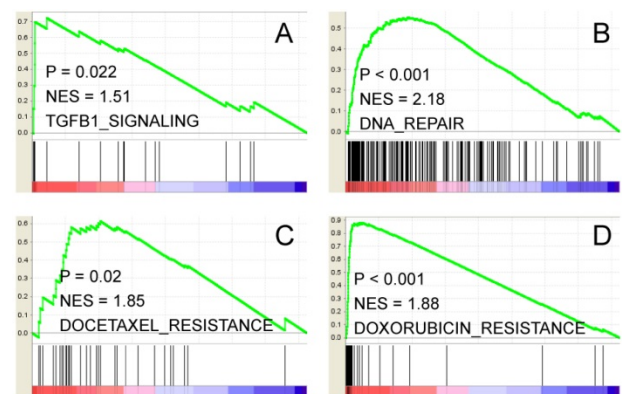 0.7
0.6
0.5
0.4
0.3
0.2
0.1
0.0
A
P = 0.022
NES = 1.51
TGFB1_SIGNALING
0.5
0.4
0.3
0.2
0.1
0.0
B
P < 0.001
NES = 2.18
DNA_REPAIR
0.6
0.5
0.4
0.3
0.2
0.1
0.0
C
P = 0.02
NES = 1.85
DOCETAXEL_RESISTANCE
0.9
0.8
0.7
0.6
0.5
0.4
0.3
0.2
0.1
0.0
D
P < 0.001
NES = 1.88
DOXORUBICIN_RESISTANCE